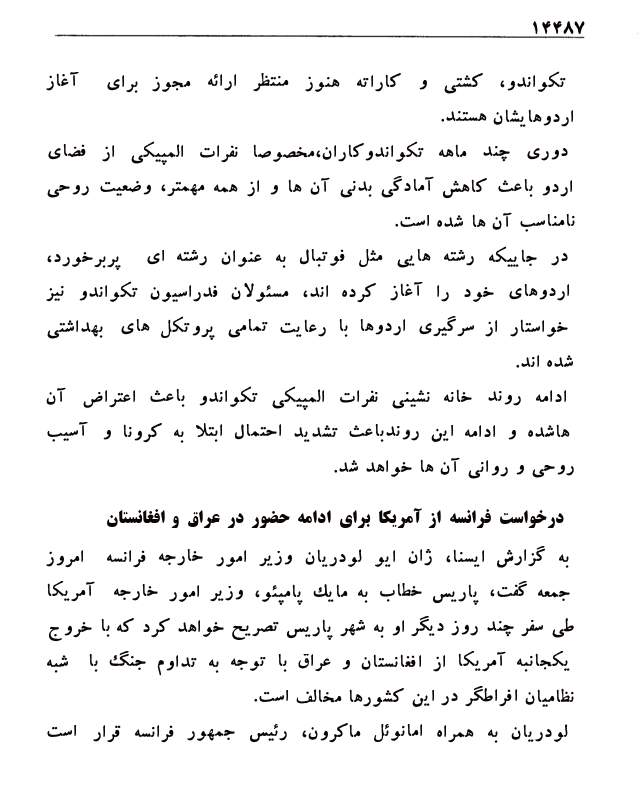 ۱۴۴۸۷
تکواندو، کشتی و کاراته هنوز منتظر ارائه مجوز برای آغاز
اردوهایشان هستند.
دوری چند ماهه تکواندوکاران،مخصوصا نفرات المپیکی از فضای
اردو باعث کاهش آمادگی بدنی آن ها و از همه مهمتر، وضعیت روحی
نامناسب آن ها شده است.
در جاییکه رشته هایی مثل فوتبال به عنوان رشته ای پربرخورد،
اردوهای خود را آغاز کرده اند، مسئولان فدراسیون تکواندو نیز
خواستار از سرگیری اردوها با رعایت تمامی پروتکل های بهداشتی
شده اند.
ادامه روند خانه نشینی نفرات المپیکی تکواندو باعث اعتراض آن
هاشده و ادامه این روندباعث تشدید احتمال ابتلا به کرونا و آسیب
روحی و روانی آن ها خواهد شد.
درخواست فرانسه از آمریکا برای ادامه حضور در عراق و افغانستان
به گزارش ایسنا، ژان ایو لودریان وزیر امور خارجه فرانسه امروز
جمعه گفت، پاریس خطاب به مایك پامپئو، وزیر امور خارجه آمریکا
طی سفر چند روز دیگر او به شهر پاریس تصریح خواهد کرد که با خروج
یکجانبه آمریکا از افغانستان و عراق با توجه به تداوم جنگ با شبه
نظامیان افراطگر در این کشورها مخالف است.
لودریان به همراه امانوئل ماکرون، رئیس جمهور فرانسه قرار است